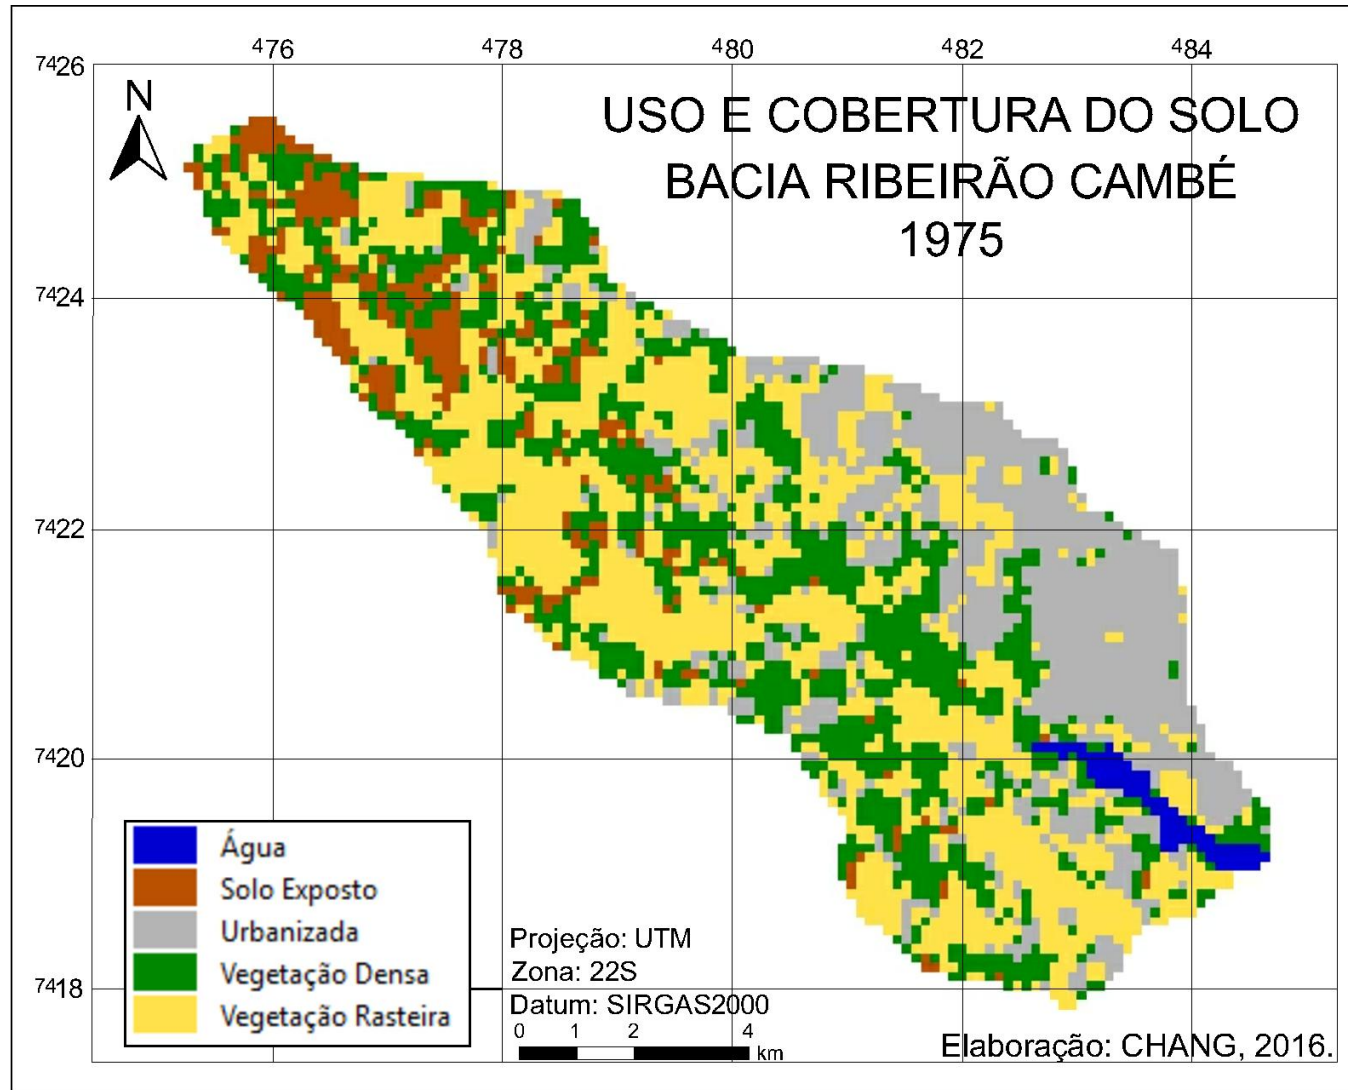 476 478 480 482 484
7426
N
USO E COBERTURA DO SOLO
BACIA RIBEIRÃO CAMBÉ
1975
7424
7422
7420
Água
Solo Exposto
Urbanizada
Vegetação Densa
Vegetação Rasteira
7418
Projeção: UTM
Zona: 22S
Datum: SIRGAS2000
0 1 2 4
km
Elaboração: CHANG, 2016.